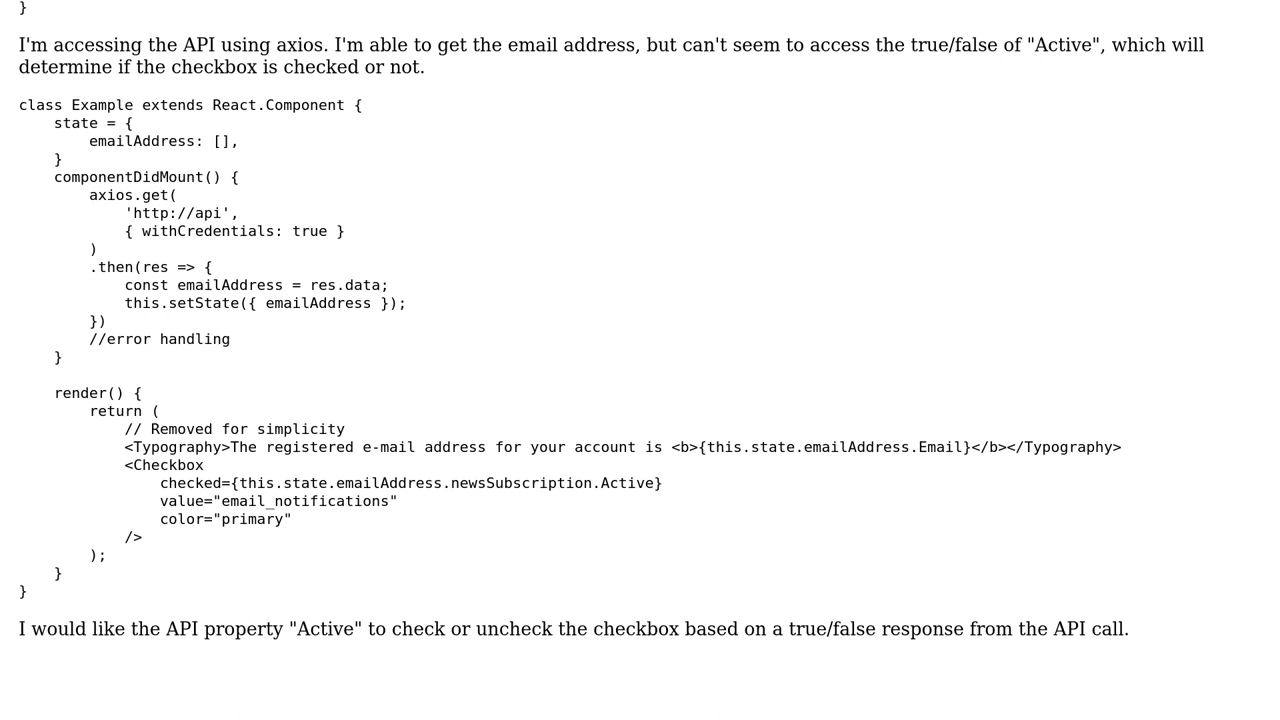 }
I'm accessing the API using axios. I'm able to get the email address, but can't seem to access the true/false of "Active", which will
determine if the checkbox is checked or not.
class Example extends React.Component {
    state = {
        emailAddress: [],
    }
    componentDidMount() {
        axios.get(
            'http://api',
            { withCredentials: true }
        )
        .then(res => {
            const emailAddress = res.data;
            this.setState({ emailAddress });
        })
        //error handling
    }

    render() {
        return (
            // Removed for simplicity
            <Typography>The registered e-mail address for your account is <b>{this.state.emailAddress.Email}</b></Typography>
            <Checkbox
                checked={this.state.emailAddress.newsSubscription.Active}
                value="email_notifications"
                color="primary"
            />
        );
    }
}
I would like the API property "Active" to check or uncheck the checkbox based on a true/false response from the API call.